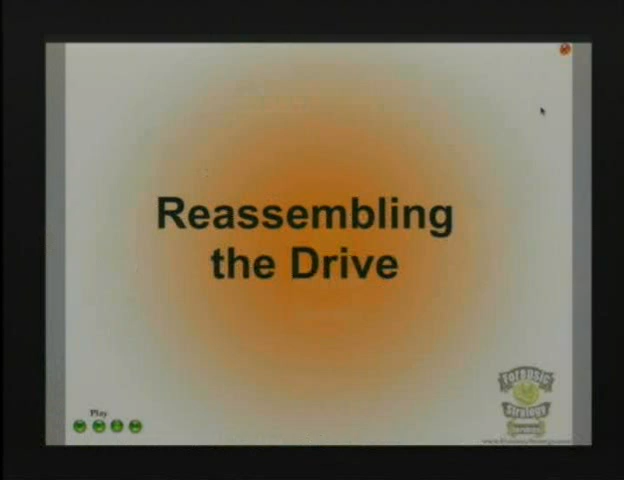 Reassembling
the Drive
Play
Forensic
Strategy